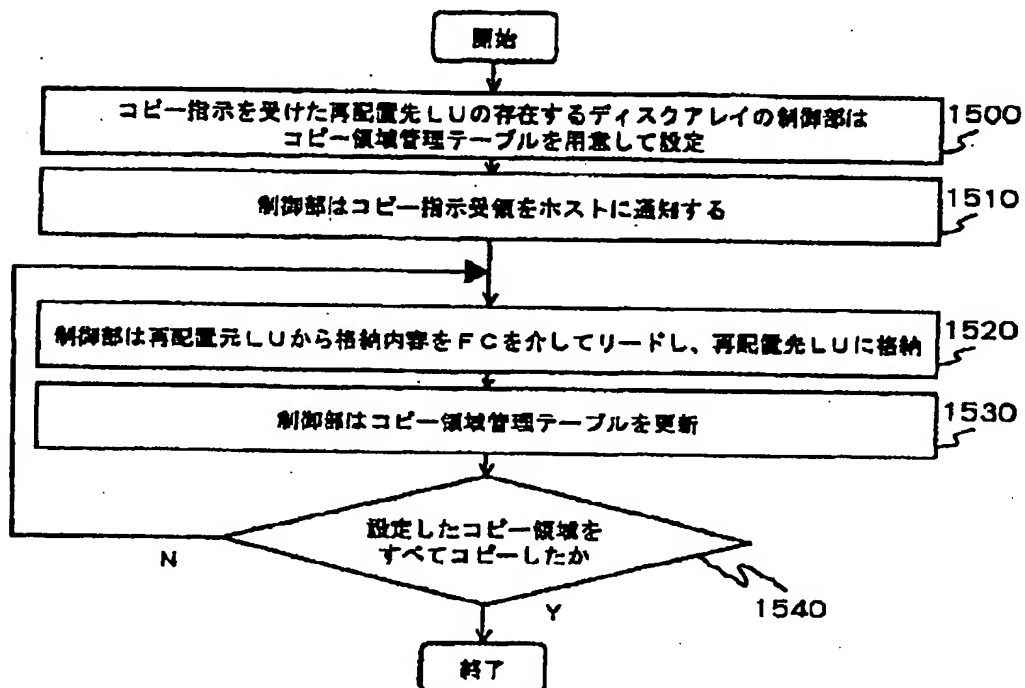 開始
コピー指示を受けた再配置先LUの存在するディスクアレイの制御部は
コピー領域管理テーブルを用意して設定
1500
制御部はコピー指示受領をホストに通知する
1510
制御部は再配置元LUから格納内容をFCを介してリードし、再配置先LUに格納
1520
制御部はコピー領域管理テーブルを更新
1530
設定したコピー領域を
すべてコピーしたか
N
Y
1540
終了